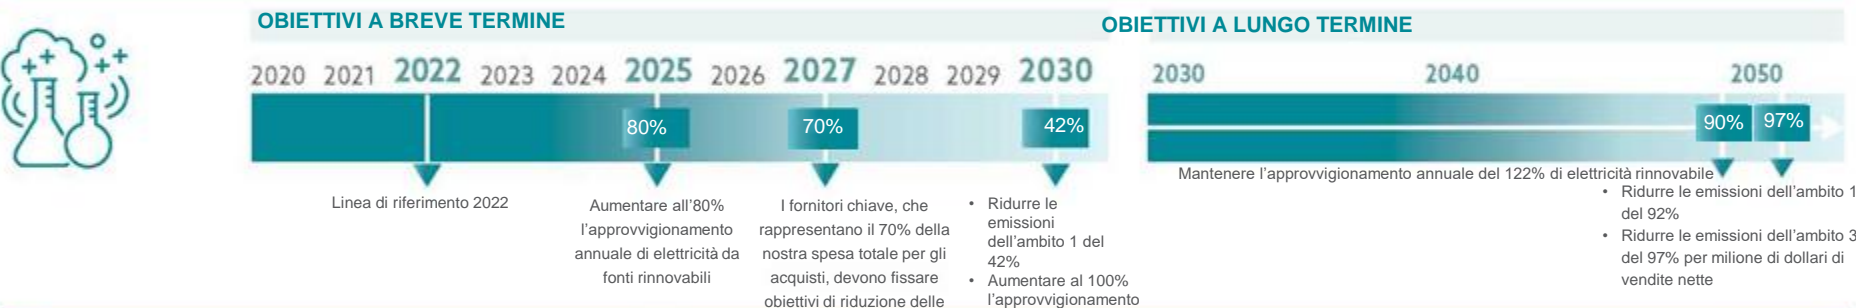 OBIETTIVI A BREVE TERMINE
2020 2021 2022 2023 2024 2025 2026 2027 2028 2029 2030
80%
70%
42%
Linea di riferimento 2022
Aumentare all'80%
l'approvvigionamento
annuale di elettricità da
fonti rinnovabili
I fornitori chiave, che
rappresentano il 70% della
nostra spesa totale per gli
acquisti, devono fissare
obiettivi di riduzione delle
• Ridurre le
emissioni
dell'ambito 1 del
42%
• Aumentare al 100%
l'approvvigionamento
OBIETTIVI A LUNGO TERMINE
2030 2040 2050
90% 97%
Mantenere l'approvvigionamento annuale del 122% di elettricità rinnovabile
• Ridurre le emissioni dell'ambito 1
del 92%
• Ridurre le emissioni dell'ambito 3
del 97% per milione di dollari di
vendite nette